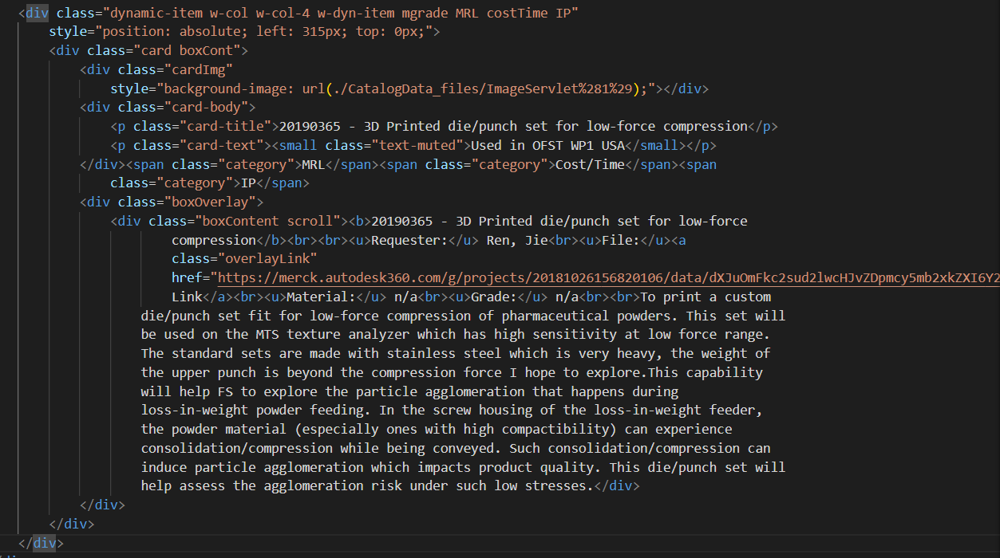 <div class="dynamic-item w-col w-col-4 w-dyn-item mgrade MRL costTime IP"
style="position: absolute; left: 315px; top: 0px;">
<div class="card boxCont">
<div class="cardImg"
style="background-image: url(./CatalogData_files/ImageServlet%281%29);"></div>
<div class="card-body">
<p class="card-title">20190365 - 3D Printed die/punch set for low-force compression</p>
<p class="card-text"><small class="text-muted">Used in OFST WP1 USA</small></p>
</div><span class="category">MRL</span><span class="category">Cost/Time</span><span
class="category">IP</span>
<div class="boxOverlay">
<div class="boxContent scroll"><b>20190365 - 3D Printed die/punch set for low-force
compression</b><br><br><u>Requester:</u> Ren, Jie<br><u>File:</u><a
class="overlayLink"
href="https://merck.autodesk360.com/g/projects/20181026156820106/data/dXJuOmFkc2sud2lwcHJvZDpmcy5mb2xkZXI6Y2
Link</a><br><u>Material:</u> n/a<br><u>Grade:</u> n/a<br><br>To print a custom
die/punch set fit for low-force compression of pharmaceutical powders. This set will
be used on the MTS texture analyzer which has high sensitivity at low force range.
The standard sets are made with stainless steel which is very heavy, the weight of
the upper punch is beyond the compression force I hope to explore.This capability
will help FS to explore the particle agglomeration that happens during
loss-in-weight powder feeding. In the screw housing of the loss-in-weight feeder,
the powder material (especially ones with high compactibility) can experience
consolidation/compression while being conveyed. Such consolidation/compression can
induce particle agglomeration which impacts product quality. This die/punch set will
help assess the agglomeration risk under such low stresses.</div>
</div>
</div>
</div>